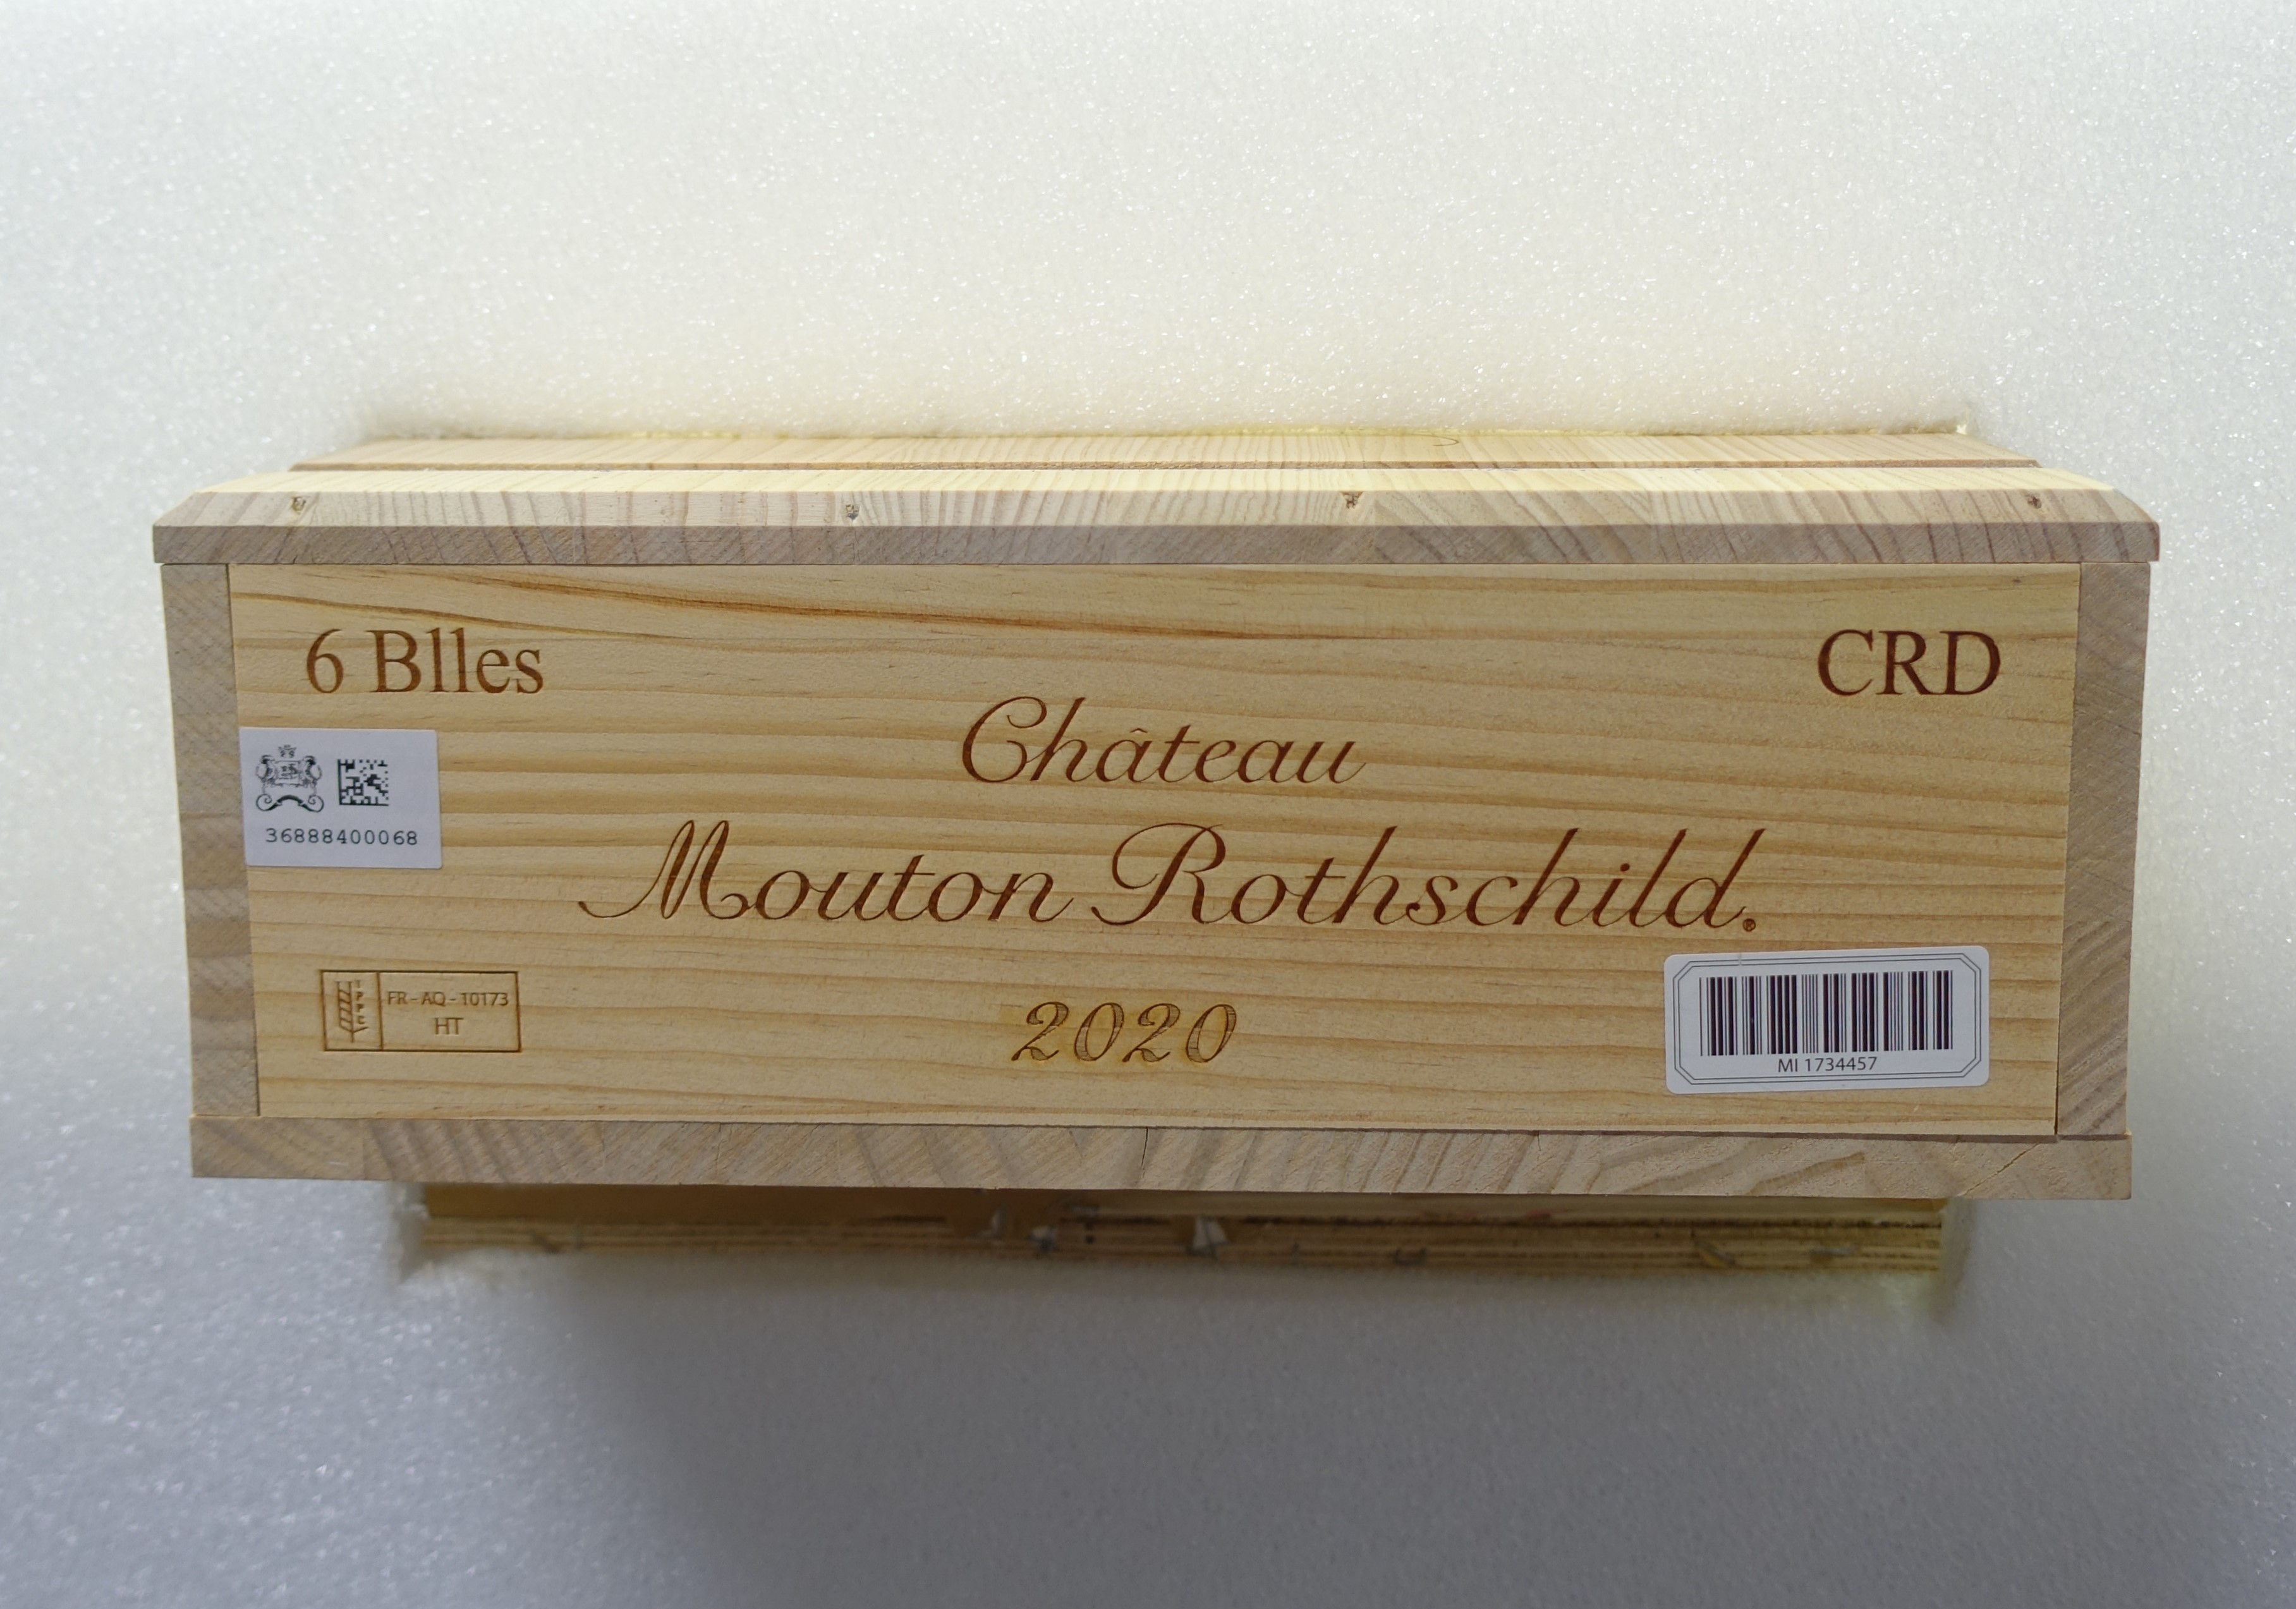 6 Blles
CRD
Château
Mouton Rothschild®
36888400068
FR-AQ-10173
HT
2020
MI 1734457